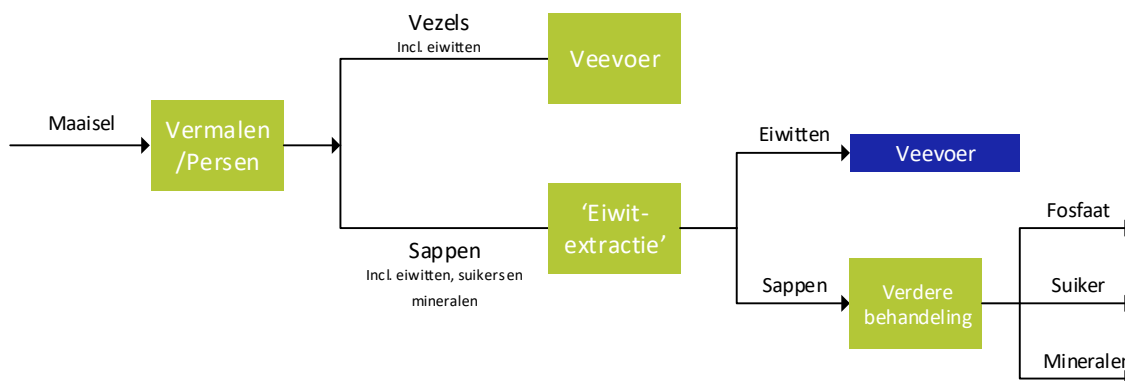 Maaisel
Vermalen
/Persen
Vezels
Incl. eiwitten
Veevoer
Sappen
Incl. eiwitten, suikers en
mineralen
‘Eiwit-
extractie’
Eiwitten
Veevoer
Sappen
Verdere
behandeling
Fosfaat
Suiker
Mineralen